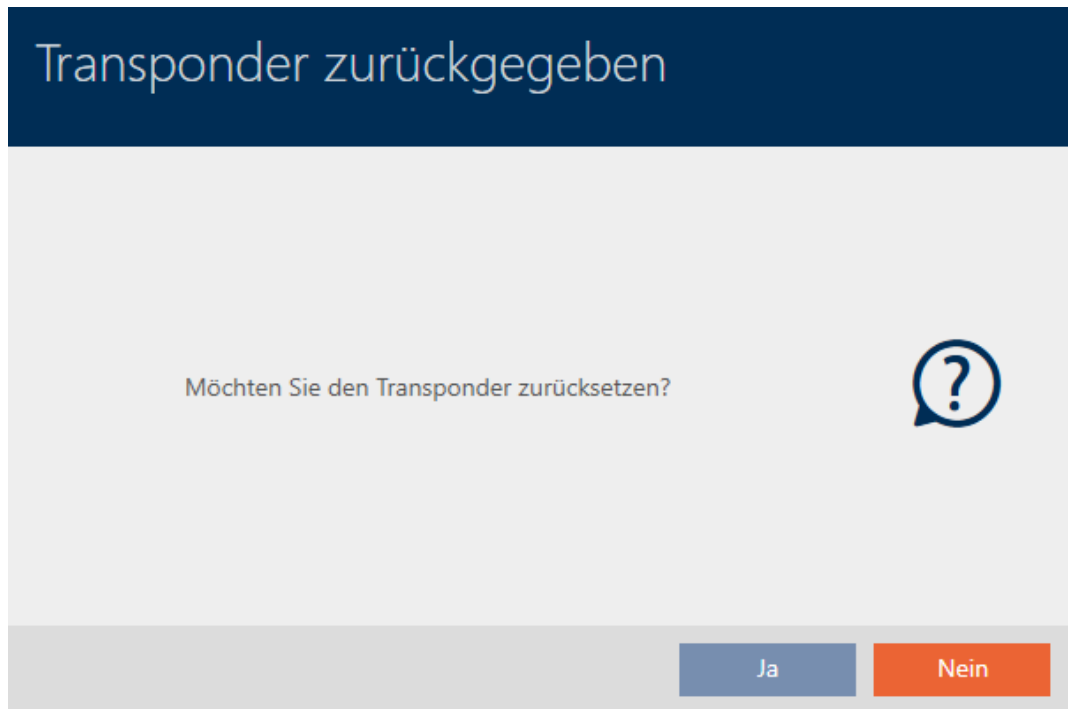 Transponder zurückgegeben
Möchten Sie den Transponder zurücksetzen?
Ja
Nein